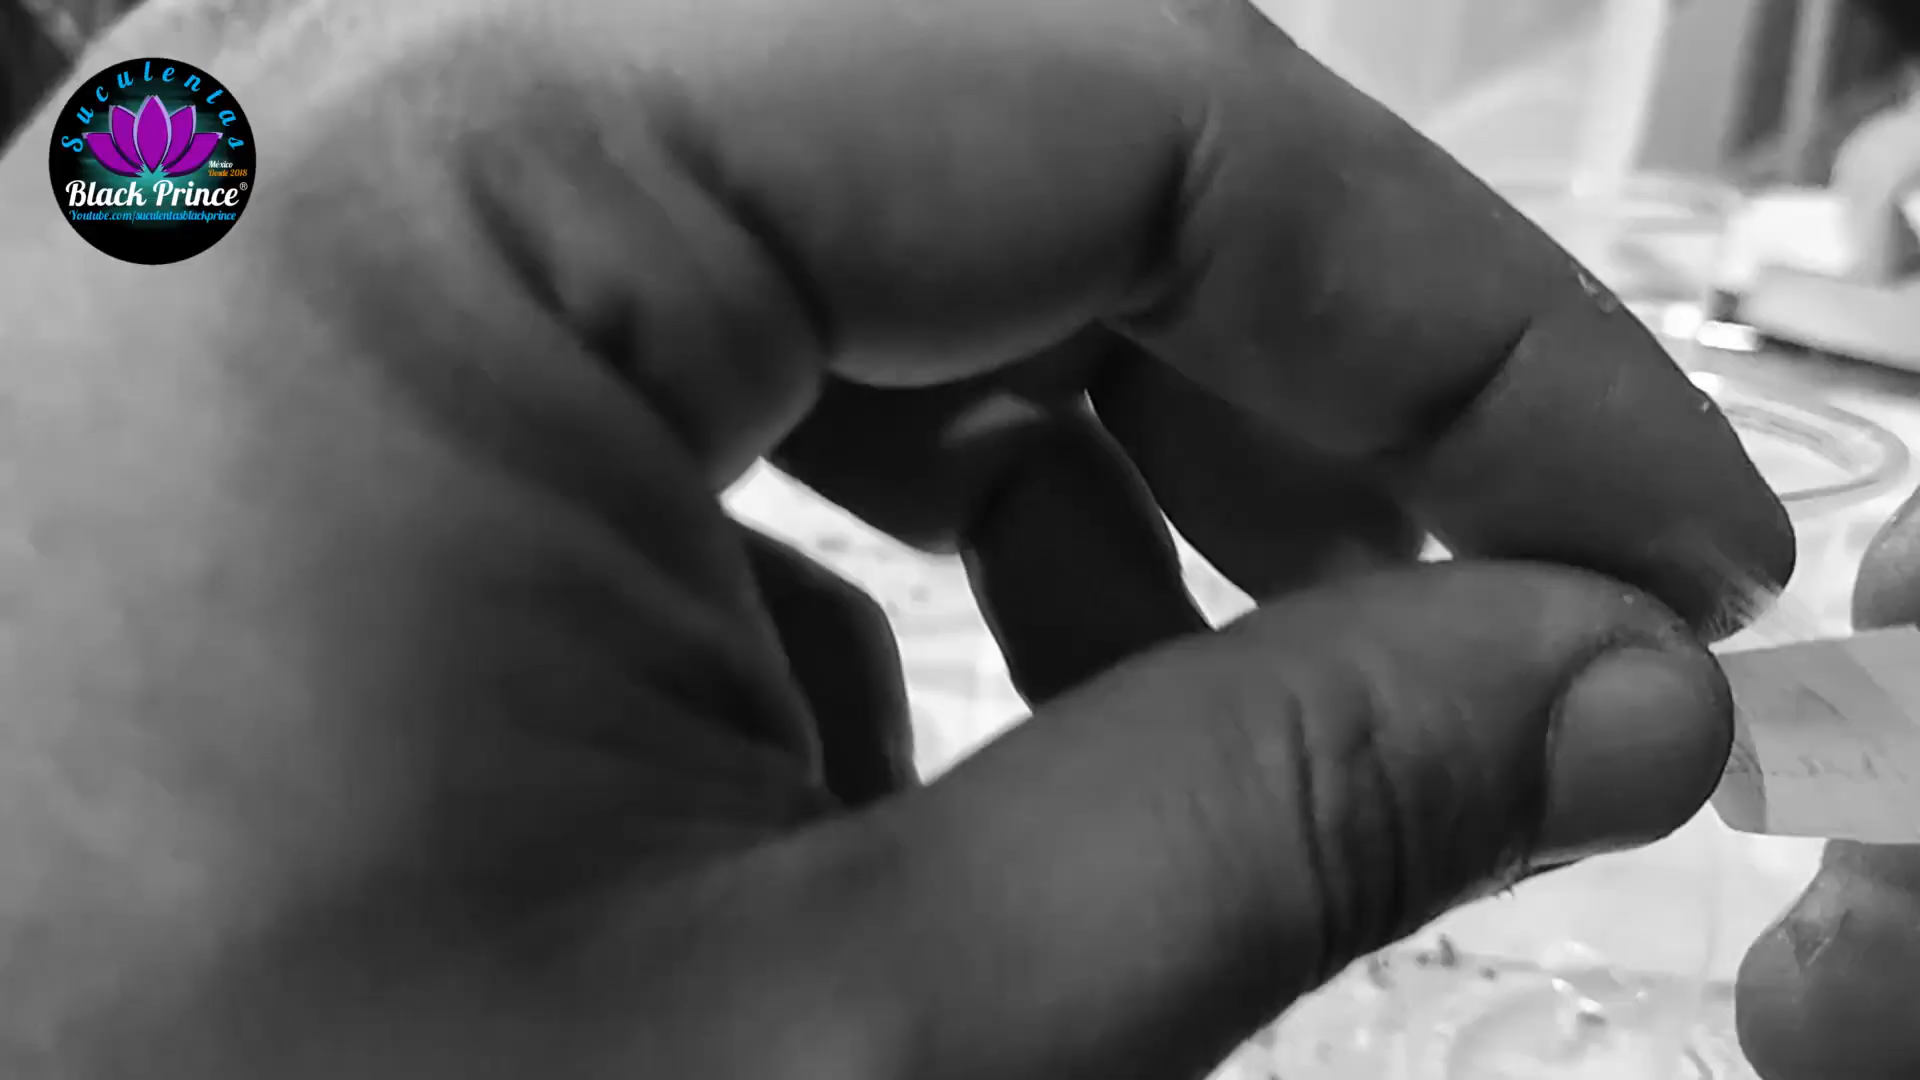 Suculentas
México
Desde 2018
Black Prince®
Youtube.com/suculentasblackprince